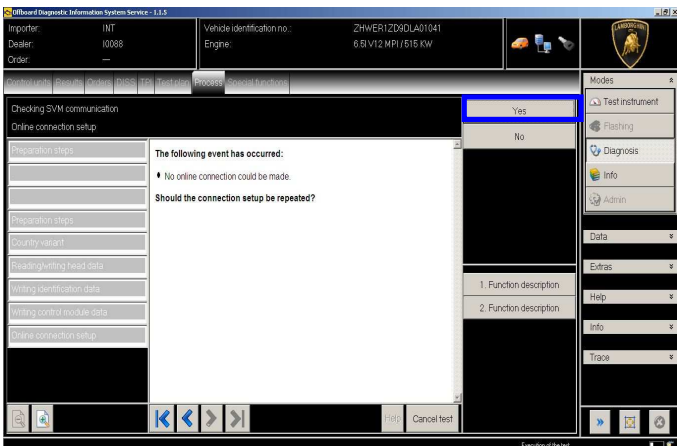 Offboard Diagnostic Information System Service - 1.1.5
Importer: INT
Dealer: I0088
Order: —
Vehicle identification no.: ZHWER1ZD9DLA01041
Engine: 6.5l V12 MPI / 515 KW
LAMBORGHINI
Control units Results Orders DISS TPI Test plan Process Special functions
Checking SVM communication
Online connection setup
Preparation steps
Preparation steps
Country variant
Reading/writing head data
Writing identification data
Writing control module data
Online connection setup
The following event has occurred:
• No online connection could be made.
Should the connection setup be repeated?
Yes
No
1. Function description
2. Function description
Help
Cancel test
Modes
Test instrument
Flashing
Diagnosis
Info
Admin
Data
Extras
Help
Info
Trace
Execution of the test